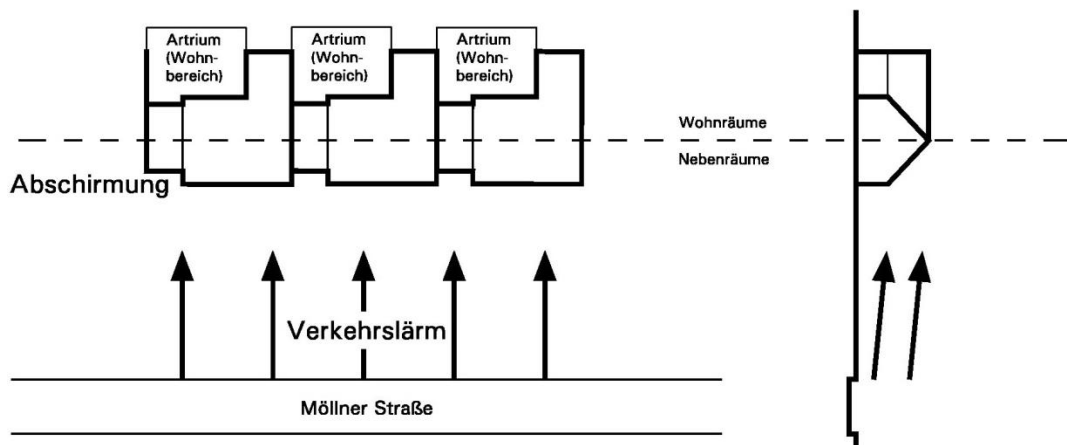 Artrium
(Wohn-
bereich)
Artrium
(Wohn-
bereich)
Artrium
(Wohn-
bereich)
Wohnräume
Nebenräume
Abschirmung
Verkehrslärm
Möllner Straße